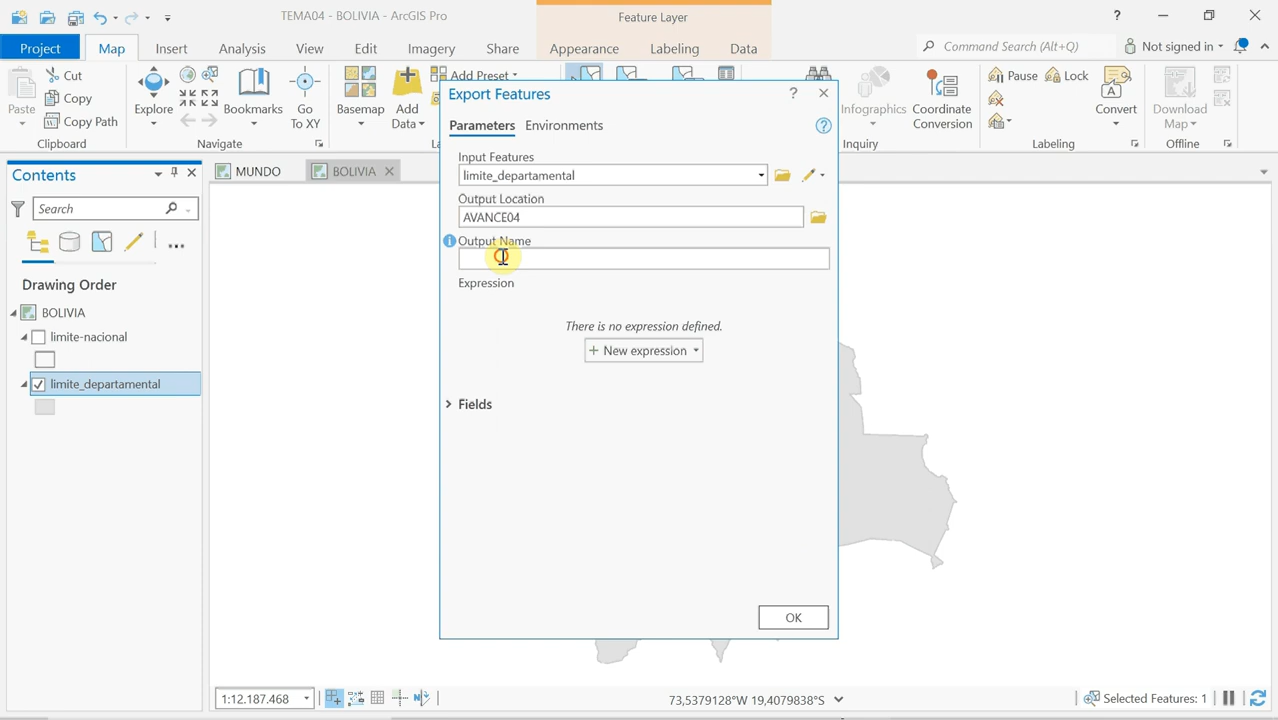 TEMA04 - BOLIVIA - ArcGIS Pro
Feature Layer
?
Project
Map
Insert
Analysis
View
Edit
Imagery
Share
Appearance
Labeling
Data
Command Search (Alt+Q)
Not signed in
Paste
Cut
Copy
Copy Path
Clipboard
Explore
Bookmarks
Go
To XY
Navigate
Basemap
Add
Data
Add Preset
Infographics
Coordinate
Conversion
Inquiry
Pause
Lock
Convert
Labeling
Download
Map
Offline
Contents
Search
Drawing Order
BOLIVIA
limite-nacional
limite_departamental
MUNDO
BOLIVIA
Export Features
?
Parameters
Environments
?
Input Features
limite_departamental
Output Location
AVANCE04
Output Name
Expression
There is no expression defined.
+ New expression
Fields
OK
1:12.187.468
73,5379128°W 19,4079838°S
Selected Features: 1